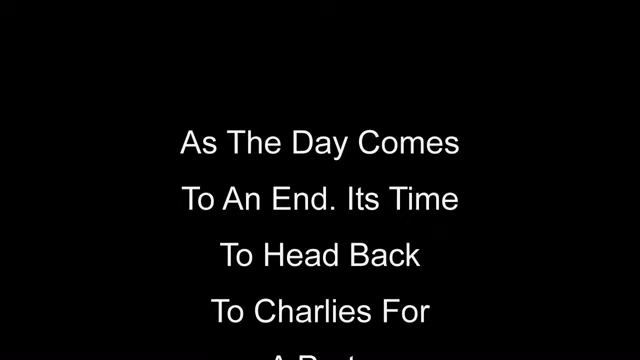 As The Day Comes
To An End. Its Time
To Head Back
To Charlies For
A